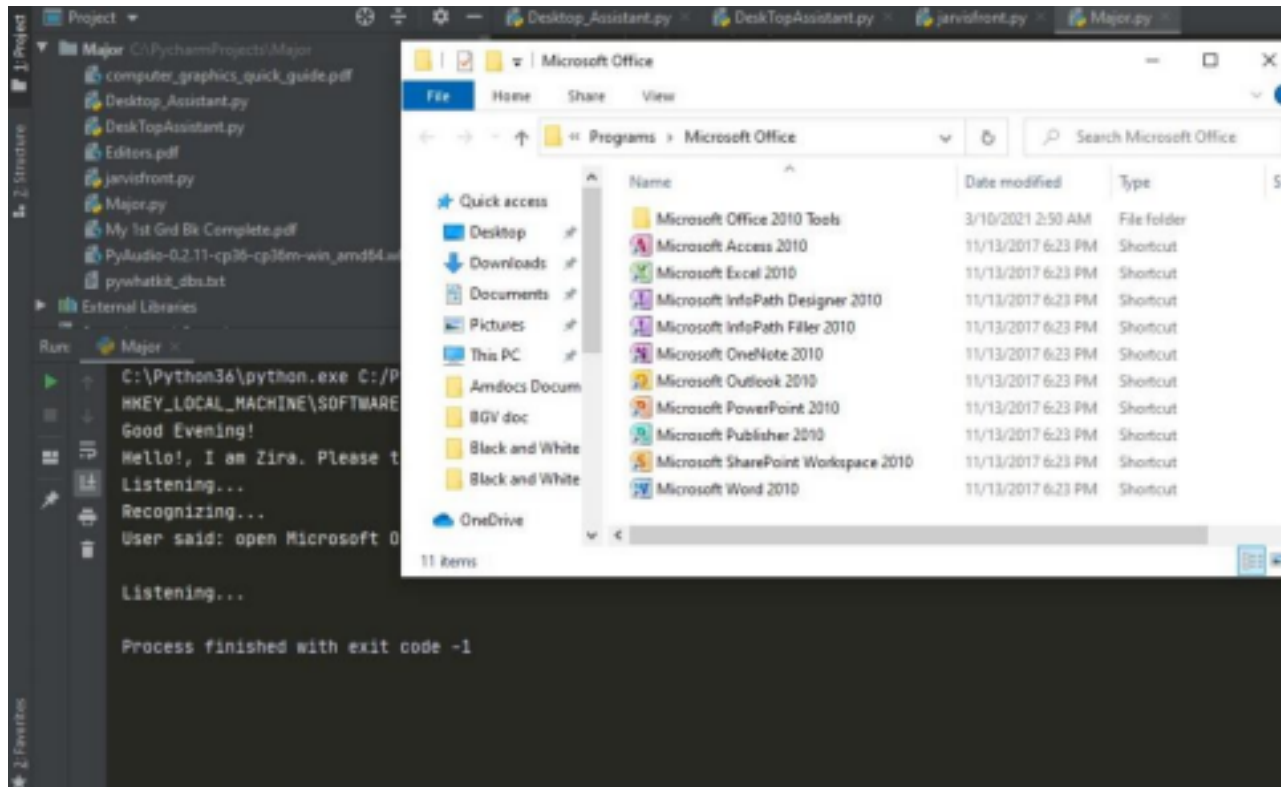 Project
Desktop_Assistant.py
DeskTopAssistant.py
jarvisfront.py
Major.py
1: Project
2: Structure
2: Favorites
Major C:\PycharmProjects\Major
computer_graphics_quick_guide.pdf
Desktop_Assistant.py
DeskTopAssistant.py
Editors.pdf
jarvisfront.py
Major.py
My 1st Grd Bk Complete.pdf
PyAudio-0.2.11-cp36-cp36m-win_amd64.w
pywhatkit_dbs.txt
External Libraries
Run: Major
C:\Python36\python.exe C:/P
HKEY_LOCAL_MACHINE\SOFTWARE
Good Evening!
Hello!, I am Zira. Please t
Listening...
Recognizing...
User said: open Microsoft O
Listening...
Process finished with exit code -1
Microsoft Office
File Home Share View
« Programs › Microsoft Office
Search Microsoft Office
Quick access
Desktop
Downloads
Documents
Pictures
This PC
Amdocs Docum
BGV doc
Black and White
Black and White
OneDrive
Name Date modified Type S
Microsoft Office 2010 Tools 3/10/2021 2:50 AM File folder
Microsoft Access 2010 11/13/2017 6:23 PM Shortcut
Microsoft Excel 2010 11/13/2017 6:23 PM Shortcut
Microsoft InfoPath Designer 2010 11/13/2017 6:23 PM Shortcut
Microsoft InfoPath Filler 2010 11/13/2017 6:23 PM Shortcut
Microsoft OneNote 2010 11/13/2017 6:23 PM Shortcut
Microsoft Outlook 2010 11/13/2017 6:23 PM Shortcut
Microsoft PowerPoint 2010 11/13/2017 6:23 PM Shortcut
Microsoft Publisher 2010 11/13/2017 6:23 PM Shortcut
Microsoft SharePoint Workspace 2010 11/13/2017 6:23 PM Shortcut
Microsoft Word 2010 11/13/2017 6:23 PM Shortcut
11 items